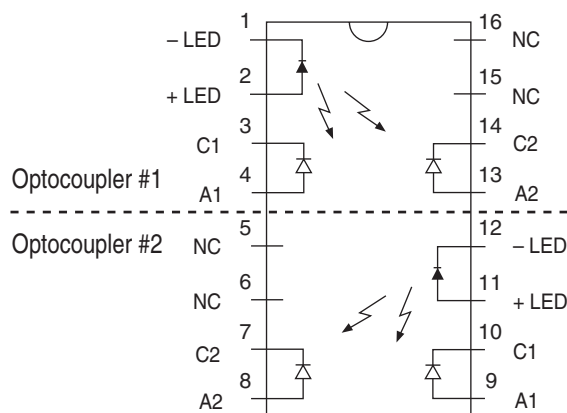 1 16
– LED NC
2 15
+ LED NC
3 14
C1 C2
Optocoupler #1
4 13
A1 A2
5 12
Optocoupler #2
NC – LED
6 11
NC + LED
7 10
C2 C1
8 9
A2 A1